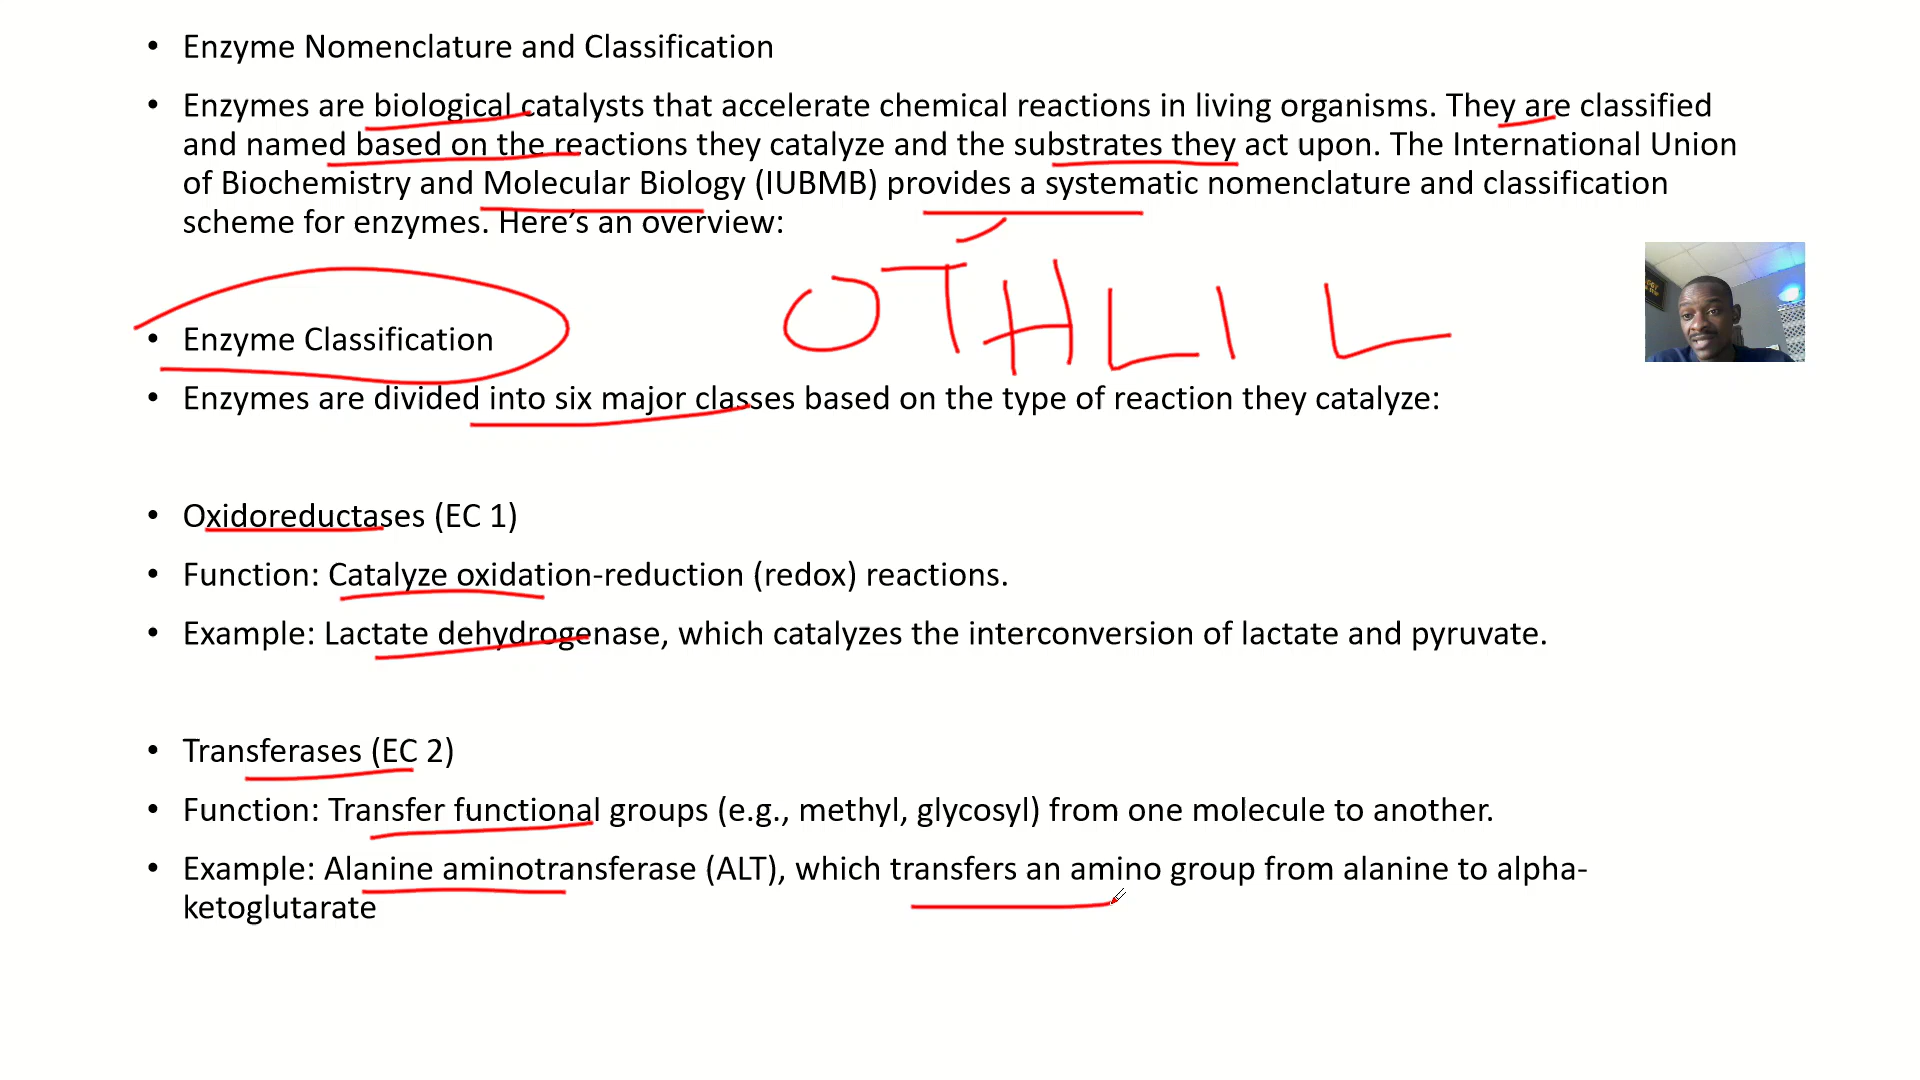 • Enzyme Nomenclature and Classification
• Enzymes are biological catalysts that accelerate chemical reactions in living organisms. They are classified
and named based on the reactions they catalyze and the substrates they act upon. The International Union
of Biochemistry and Molecular Biology (IUBMB) provides a systematic nomenclature and classification
scheme for enzymes. Here's an overview:
OTHLIL
• Enzyme Classification
• Enzymes are divided into six major classes based on the type of reaction they catalyze:
• Oxidoreductases (EC 1)
• Function: Catalyze oxidation-reduction (redox) reactions.
• Example: Lactate dehydrogenase, which catalyzes the interconversion of lactate and pyruvate.
• Transferases (EC 2)
• Function: Transfer functional groups (e.g., methyl, glycosyl) from one molecule to another.
• Example: Alanine aminotransferase (ALT), which transfers an amino group from alanine to alpha-
ketoglutarate